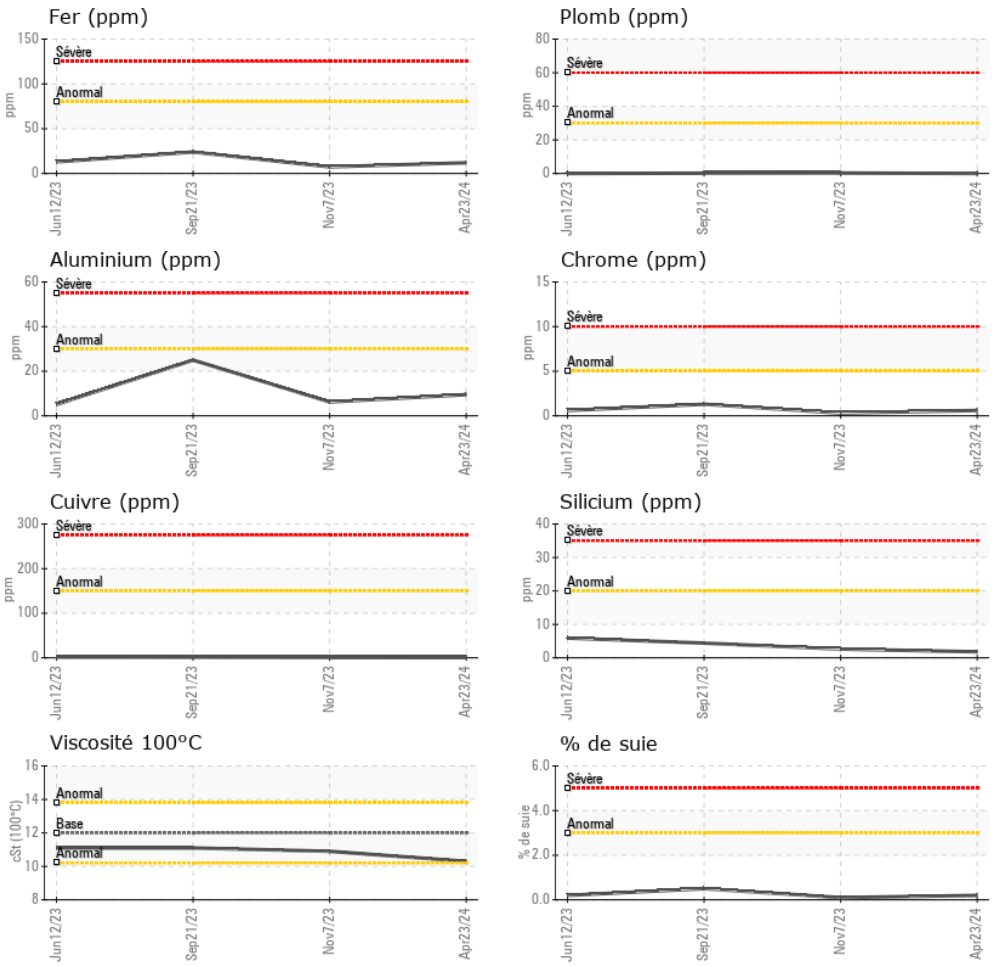 Fer (ppm)
150
100
50
0
ppm
Sévère
Anormal
Jun12/23
Sep21/23
Nov7/23
Apr23/24
Plomb (ppm)
80
60
40
20
0
ppm
Sévère
Anormal
Jun12/23
Sep21/23
Nov7/23
Apr23/24
Aluminium (ppm)
60
40
20
0
ppm
Sévère
Anormal
Jun12/23
Sep21/23
Nov7/23
Apr23/24
Chrome (ppm)
15
10
5
0
ppm
Sévère
Anormal
Jun12/23
Sep21/23
Nov7/23
Apr23/24
Cuivre (ppm)
300
200
100
0
ppm
Sévère
Anormal
Jun12/23
Sep21/23
Nov7/23
Apr23/24
Silicium (ppm)
40
30
20
10
0
ppm
Sévère
Anormal
Jun12/23
Sep21/23
Nov7/23
Apr23/24
Viscosité 100°C
16
14
12
10
8
cSt (100°C)
Anormal
Base
Anormal
Jun12/23
Sep21/23
Nov7/23
Apr23/24
% de suie
6.0
4.0
2.0
0.0
% de suie
Sévère
Anormal
Jun12/23
Sep21/23
Nov7/23
Apr23/24